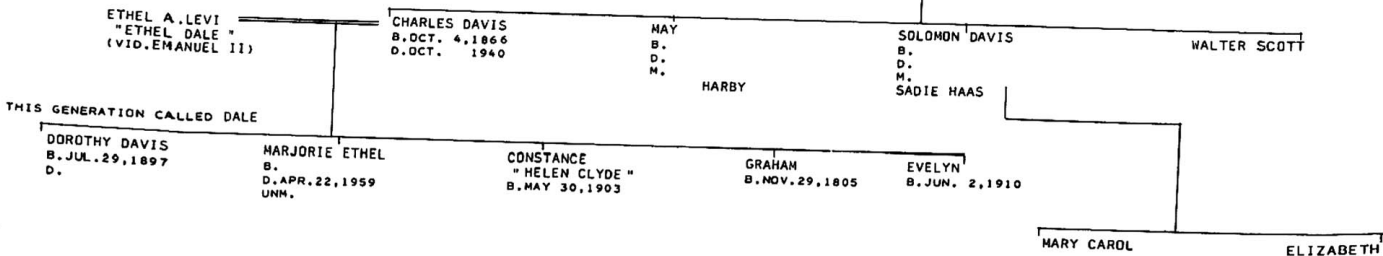 ETHEL A.LEVI
"ETHEL DALE "
(VID.EMANUEL II)
CHARLES DAVIS
B.OCT. 4,1866
D.OCT. 1940
MAY
B.
D.
M.
HARBY
SOLOMON DAVIS
B.
D.
M.
SADIE HAAS
WALTER SCOTT
THIS GENERATION CALLED DALE
DOROTHY DAVIS
B.JUL.29,1897
D.
MARJORIE ETHEL
B.
D.APR.22,1959
UNM.
CONSTANCE
"HELEN CLYDE"
B.MAY 30,1903
GRAHAM
B.NOV.29,1805
EVELYN
B.JUN. 2,1910
MARY CAROL
ELIZABETH